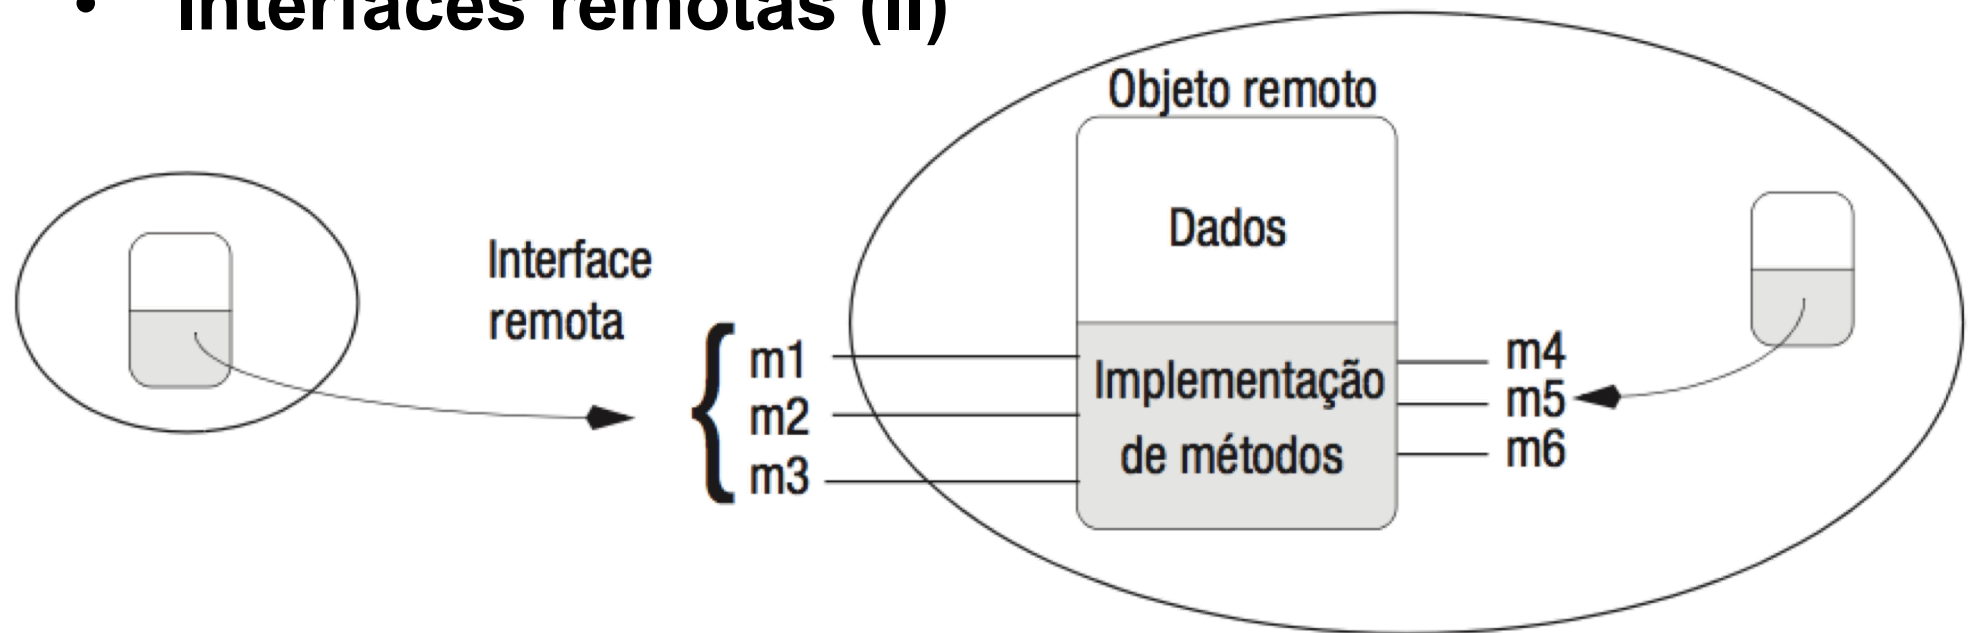 • Interfaces remotas (II)
Objeto remoto
Dados
Interface
remota
{ m1
m2
m3
Implementação
de métodos
m4
m5
m6